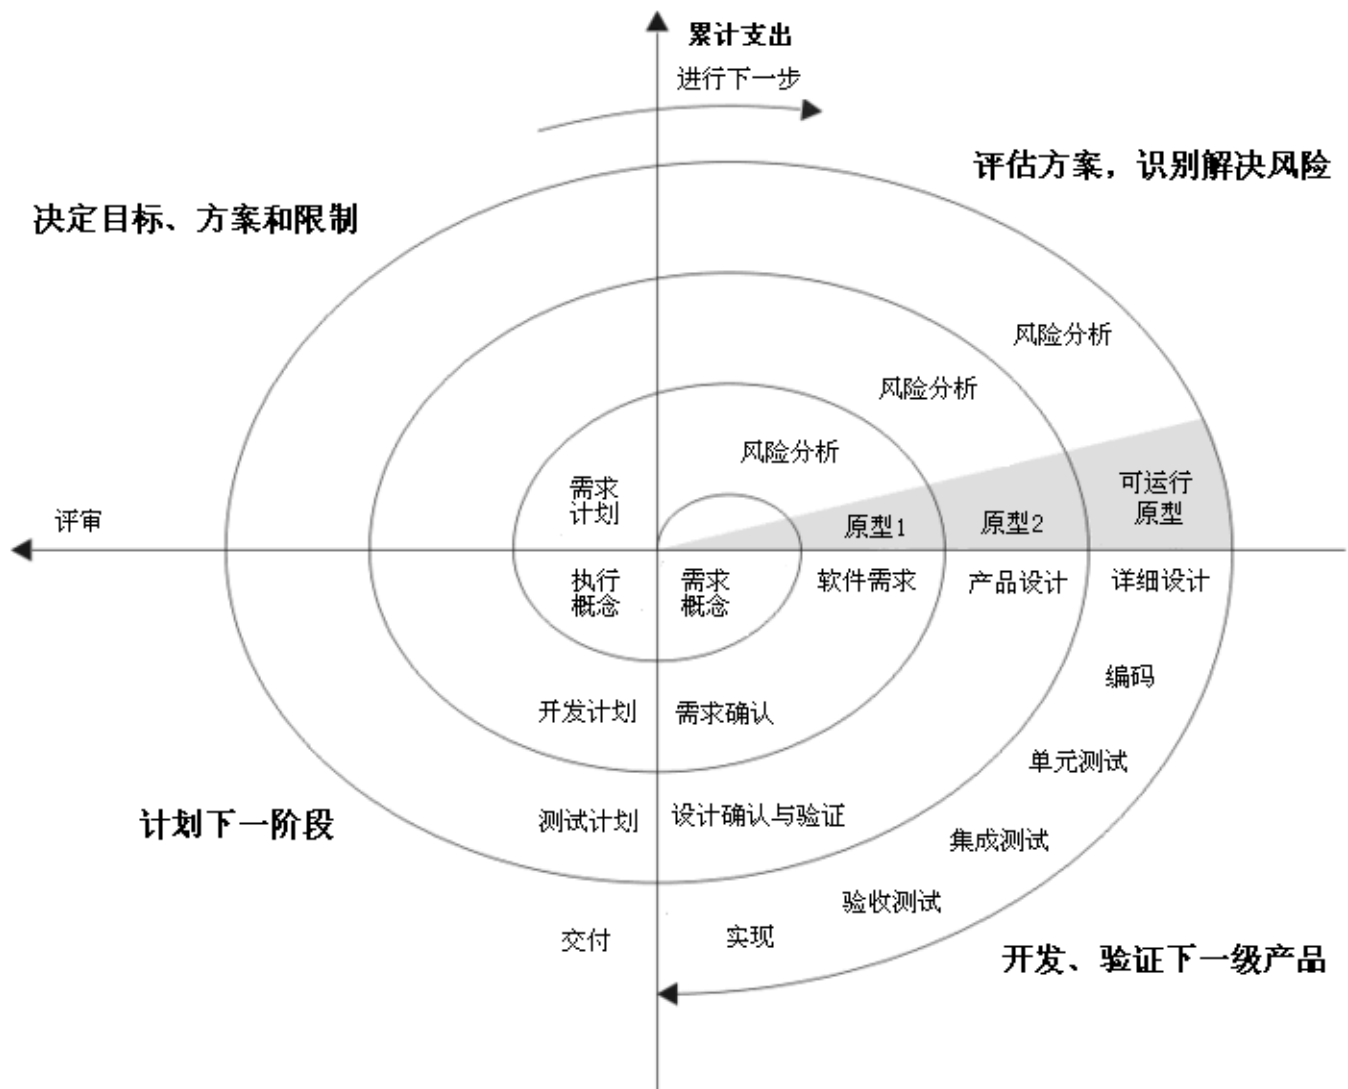 累计支出
进行下一步
评估方案，识别解决风险
决定目标、方案和限制
风险分析
风险分析
风险分析
需求
计划
可运行
原型
原型1
原型2
评审
执行
概念
需求
概念
软件需求
产品设计
详细设计
编码
开发计划
需求确认
单元测试
计划下一阶段
测试计划
设计确认与验证
集成测试
验收测试
交付
实现
开发、验证下一级产品